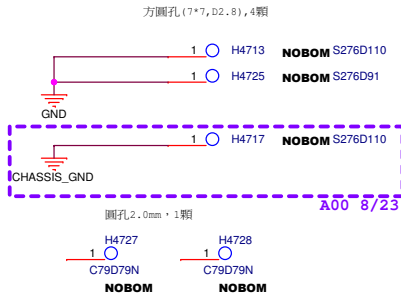 方圓孔(7*7,D2.8),4顆
1 H4713 NOBOM S276D110
1 H4725 NOBOM S276D91
GND
1 H4717 NOBOM S276D110
CHASSIS_GND
A00 8/23
圓孔2.0mm，1顆
H4727 H4728
1 1
C79D79N C79D79N
NOBOM NOBOM